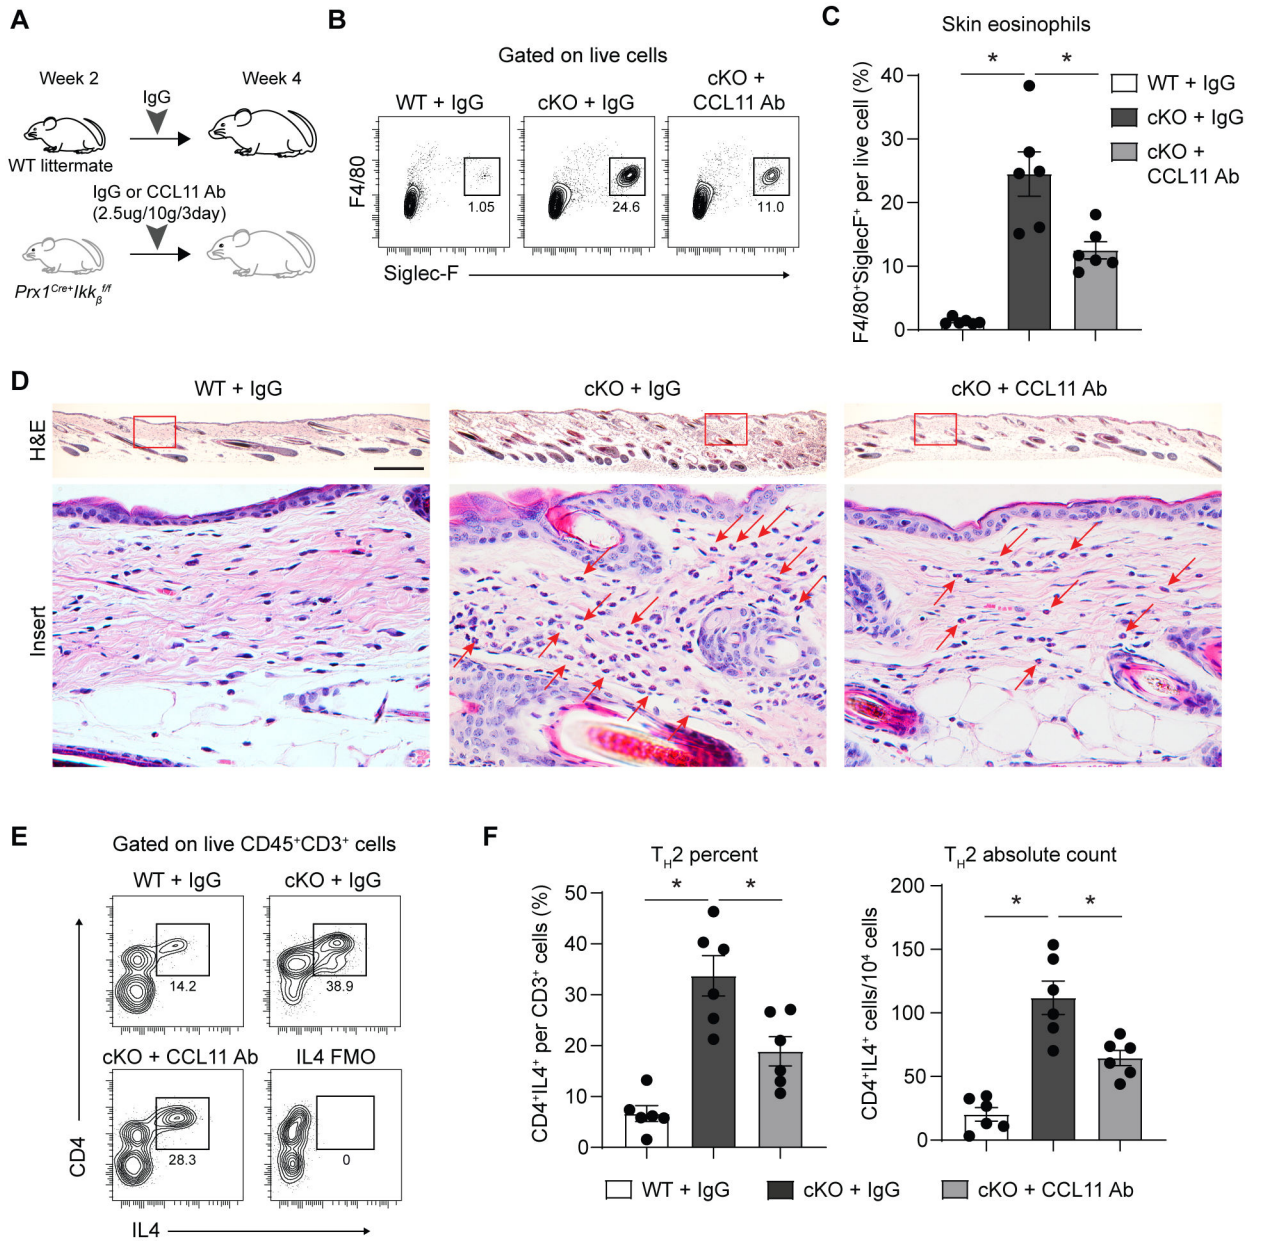 A
Week 2
Week 4
IgG
WT littermate
IgG or CCL11 Ab
(2.5ug/10g/3day)
Prx1Cre+Ikkβf/f
B
Gated on live cells
WT + IgG
cKO + IgG
cKO +
CCL11 Ab
F4/80
1.05
24.6
11.0
Siglec-F
C
Skin eosinophils
F4/80+SiglecF+ per live cell (%)
40
30
20
10
0
*
*
WT + IgG
cKO + IgG
cKO +
CCL11 Ab
D
WT + IgG
cKO + IgG
cKO + CCL11 Ab
H&E
Insert
E
Gated on live CD45+CD3+ cells
WT + IgG
cKO + IgG
14.2
38.9
cKO + CCL11 Ab
IL4 FMO
28.3
0
CD4
IL4
F
TH2 percent
CD4+IL4+ per CD3+ cells (%)
50
40
30
20
10
0
*
*
TH2 absolute count
CD4+IL4+ cells/10⁴ cells
200
150
100
50
0
*
*
WT + IgG
cKO + IgG
cKO + CCL11 Ab